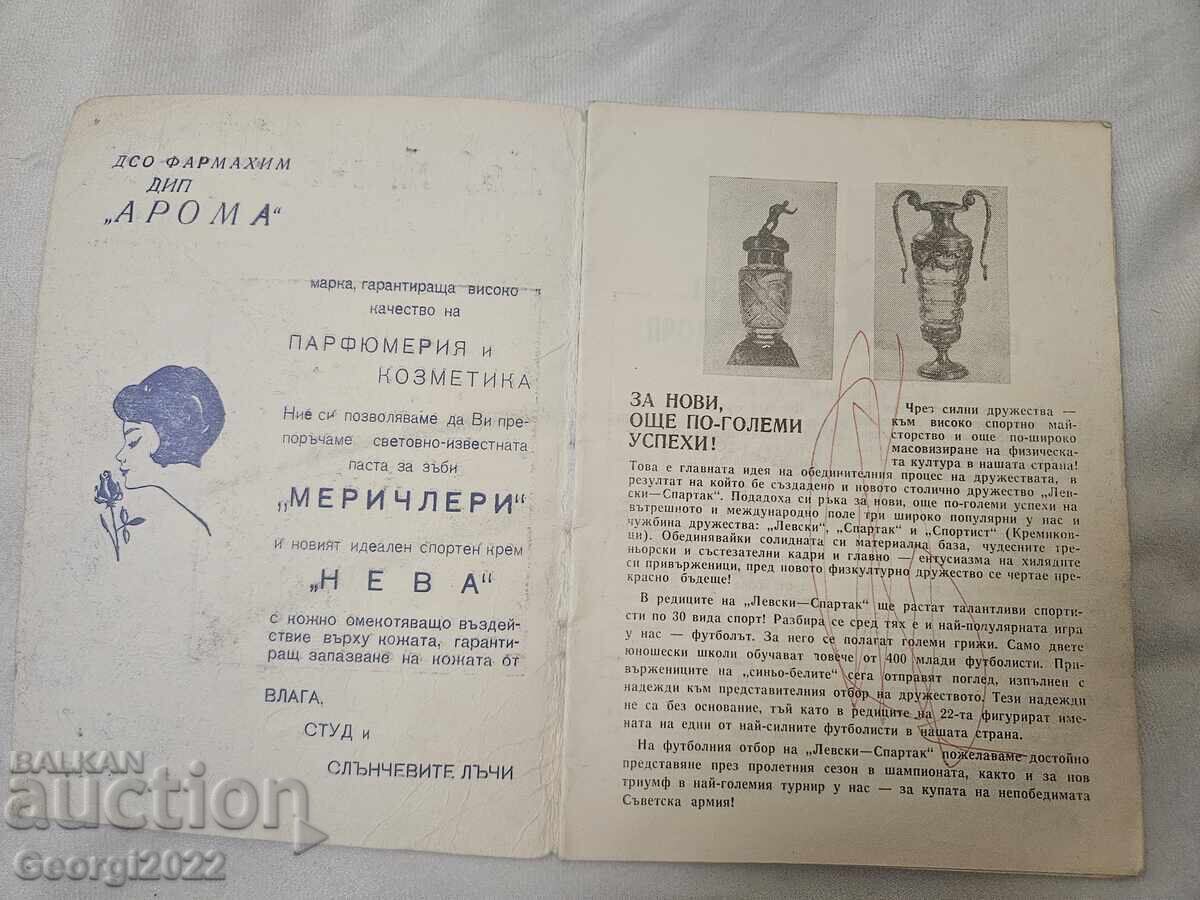 ДСО ФАРМАХИМ
ДИП
„АРОМА“
марка, гарантираща високо
качество на
ПАРФЮМЕРИЯ и
КОЗМЕТИКА
Ние си позволяваме да Ви пре-
поръчаме световно-известната
паста за зъби
„МЕРИЧЛЕРИ“
и новият идеален спортен крем
„НЕВА“
с кожно омекотяващо въздей-
ствие върху кожата, гаранти-
ращ запазване на кожата от
ВЛАГА,
СТУД и
СЛЪНЧЕВИТЕ ЛЪЧИ
ЗА НОВИ,
ОЩЕ ПО-ГОЛЕМИ
УСПЕХИ!
Чрез силни дружества —
към високо спортно май-
сторство и още по-широко
масовизиране на физическа-
та култура в нашата страна!
Това е главната идея на обединителния процес на дружествата, в
резултат на който бе създадено и новото столично дружество „Лев-
ски—Спартак“. Подадоха си ръка за нови, още по-големи успехи на
вътрешното и международно поле три широко популярни у нас и
чужбина дружества: „Левски“, „Спартак“ и „Спортист“ (Кремиков-
ци). Обединявайки солидната си материална база, чудесните тре-
ньорски и състезателни кадри и главно — ентусиазма на хилядите
си привърженици, пред новото физкултурно дружество се чертае пре-
красно бъдеще!
В редиците на „Левски—Спартак“ ще растат талантливи спорти-
сти по 30 вида спорт! Разбира се сред тях е и най-популярната игра
у нас — футболът. За него се полагат големи грижи. Само двете
юношески школи обучават повече от 400 млади футболисти. При-
вържениците на „синьо-белите“ сега отправят поглед, изпълнен с
надежди към представителния отбор на дружеството. Тези надежди
не са без основание, тъй като в редиците на 22-та фигурират име-
ната на едни от най-силните футболисти в нашата страна.
На футболния отбор на „Левски—Спартак“ пожелаваме достойно
представяне през пролетния сезон в шампионата, както и за нов
триумф в най-големия турнир у нас — за купата на непобедимата
Съветска армия!
BALKAN
auction
Georgi2022